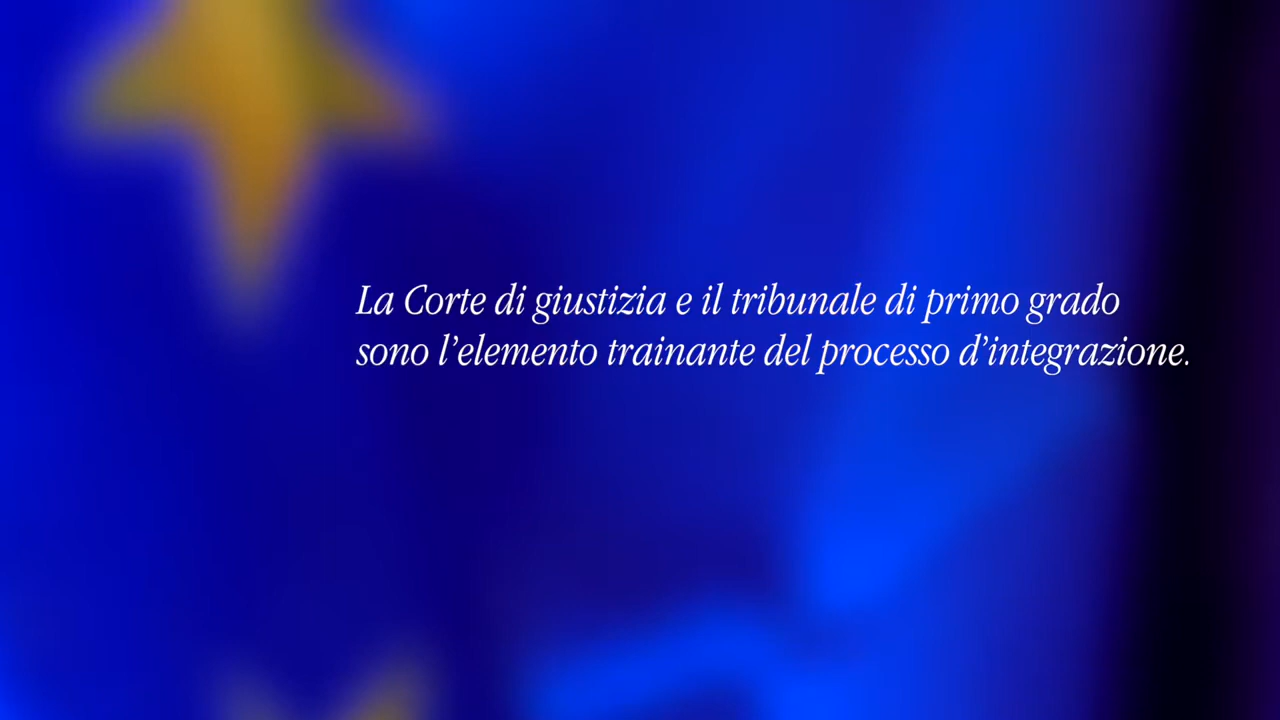 La Corte di giustizia e il tribunale di primo grado
sono l’elemento trainante del processo d’integrazione.